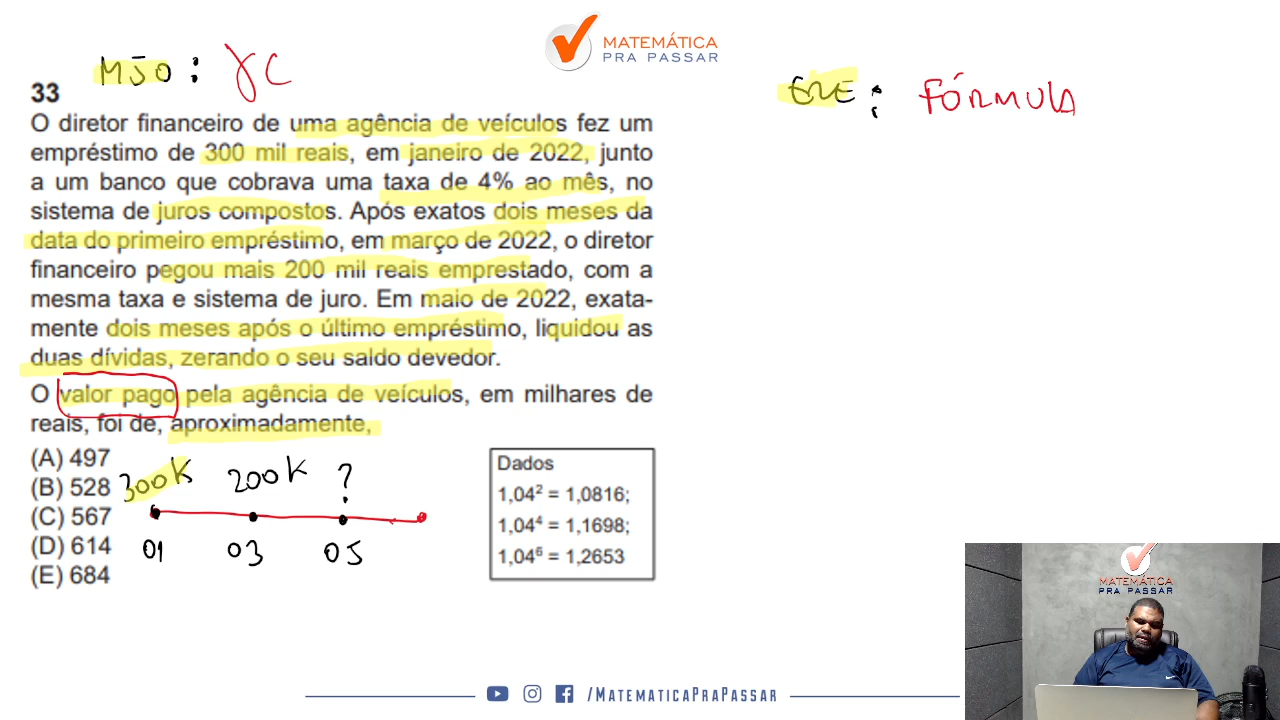 MATEMÁTICA
PRA PASSAR
MJO : JC
33
FÓRMULA
O diretor financeiro de uma agência de veículos fez um
empréstimo de 300 mil reais, em janeiro de 2022, junto
a um banco que cobrava uma taxa de 4% ao mês, no
sistema de juros compostos. Após exatos dois meses da
data do primeiro empréstimo, em março de 2022, o diretor
financeiro pegou mais 200 mil reais emprestado, com a
mesma taxa e sistema de juro. Em maio de 2022, exata-
mente dois meses após o último empréstimo, liquidou as
duas dívidas, zerando o seu saldo devedor.
O valor pago pela agência de veículos, em milhares de
reais, foi de, aproximadamente,
(A) 497
(B) 528
(C) 567
(D) 614
(E) 684
300K 200K ?
01 03 05
Dados
1,04² = 1,0816;
1,04⁴ = 1,1698;
1,04⁶ = 1,2653
MATEMÁTICA
PRA PASSAR
/MatematicaPraPassar